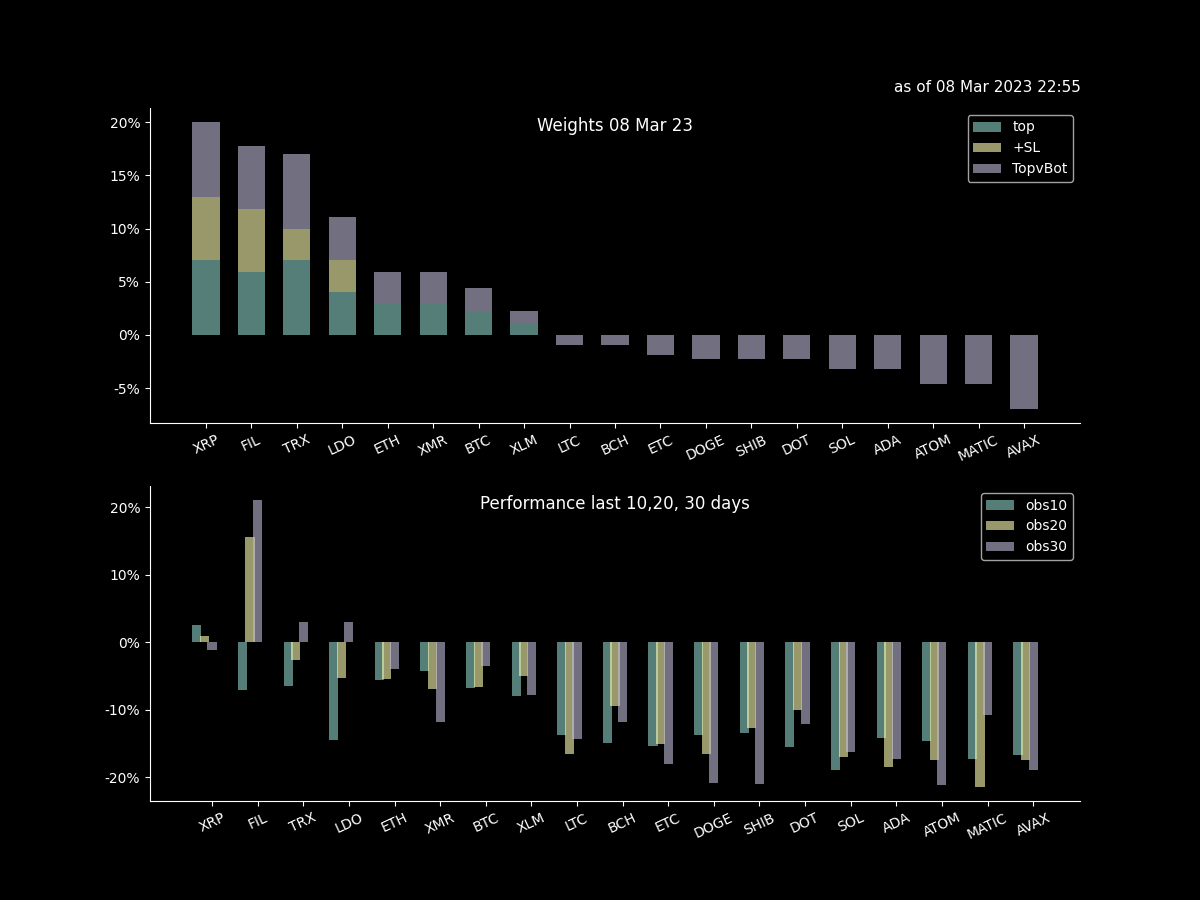 as of 08 Mar 2023 22:55
Weights 08 Mar 23
top
+SL
TopvBot
20%
15%
10%
5%
0%
-5%
XRP FIL TRX LDO ETH XMR BTC XLM LTC BCH ETC DOGE SHIB DOT SOL ADA ATOM MATIC AVAX
Performance last 10,20, 30 days
obs10
obs20
obs30
20%
10%
0%
-10%
-20%
XRP FIL TRX LDO ETH XMR BTC XLM LTC BCH ETC DOGE SHIB DOT SOL ADA ATOM MATIC AVAX